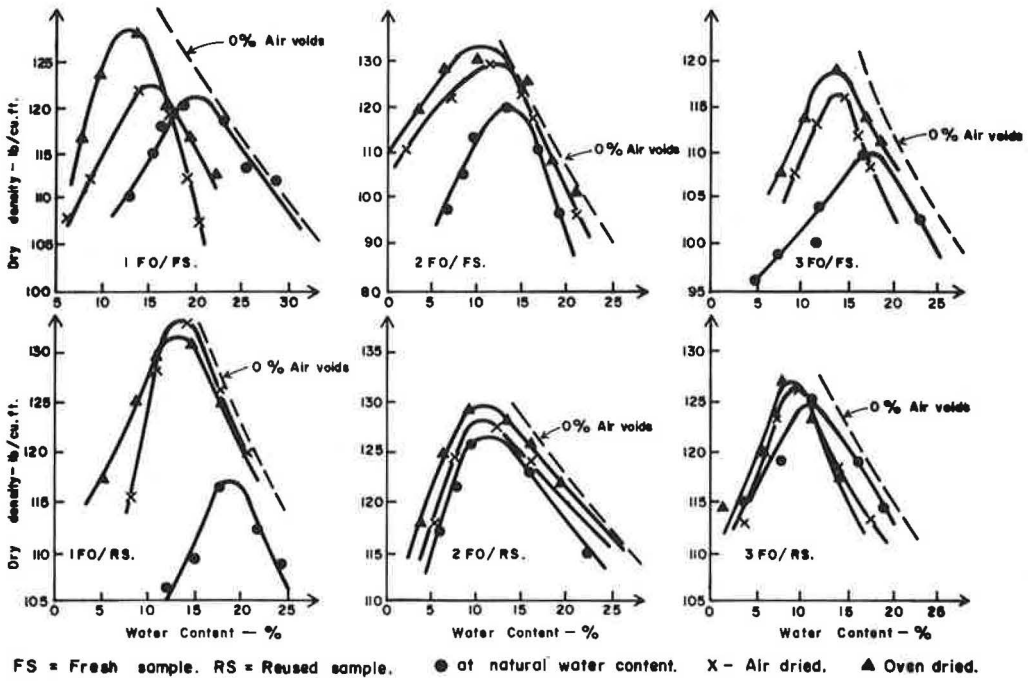 Dry density - lb/cu.ft.
125
120
115
110
105
100
0% Air voids
1 FO/FS.
5 10 15 20 25 30
130
120
110
100
90
80
0% Air voids
2 FO/FS.
0 5 10 15 20 25
120
115
110
105
100
95
0% Air voids
3 FO/FS.
0 5 10 15 20 25
Dry density - lb/cu.ft.
130
125
120
115
110
105
0% Air voids
1 FO/RS.
0 5 10 15 20 25
Water Content - %
135
130
125
120
115
110
0% Air voids
2 FO/RS.
0 5 10 15 20 25
Water Content - %
130
125
120
115
110
105
0% Air voids
3 FO/RS.
0 5 10 15 20 25
Water Content - %
FS = Fresh sample. RS = Reused sample. ● at natural water content. X - Air dried. ▲ Oven dried.